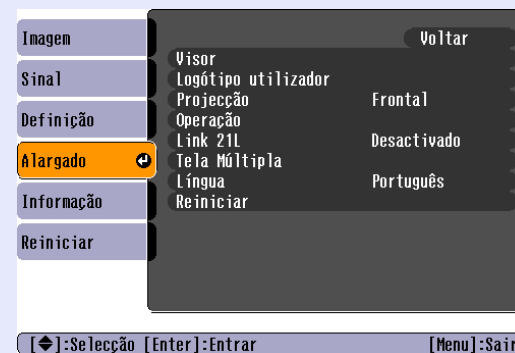 Imagem
Sinal
Definição
Alargado
Informação
Reiniciar
Voltar
Visor
Logótipo utilizador
Projecção Frontal
Operação
Link 21L Desactivado
Tela Múltipla
Língua Português
Reiniciar
[◆]:Selecção [Enter]:Entrar [Menu]:Sair